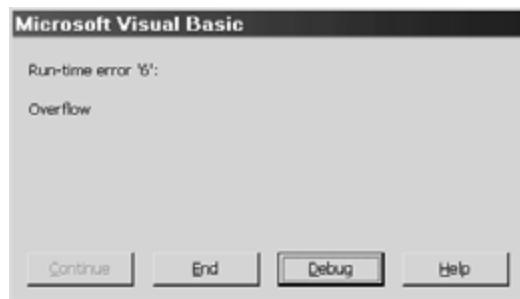 Microsoft Visual Basic
Run-time error '6':
Overflow
Continue End Debug Help